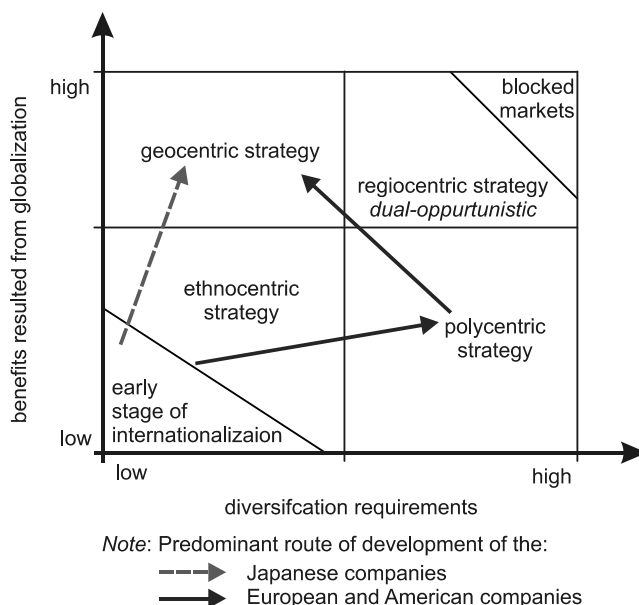 benefits resulted from globalization
high
low
blocked
markets
geocentric strategy
regiocentric strategy
dual-oppurtunistic
ethnocentric
strategy
polycentric
strategy
early
stage of
internationalizaion
low
high
diversifcation requirements
Note: Predominant route of development of the:
Japanese companies
European and American companies